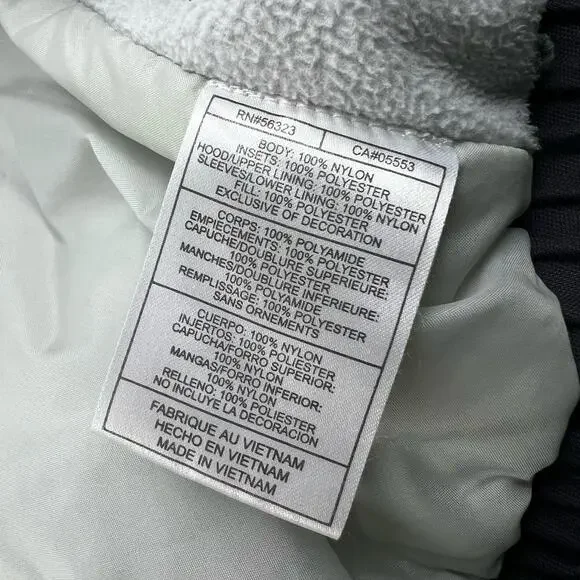 RN#56323 CA#05553
BODY: 100% NYLON
INSETS: 100% POLYESTER
HOOD/UPPER LINING: 100% POLYESTER
SLEEVES/LOWER LINING: 100% NYLON
FILL: 100% POLYESTER
EXCLUSIVE OF DECORATION
CORPS: 100% POLYAMIDE
EMPIECEMENTS: 100% POLYESTER
CAPUCHE/DOUBLURE SUPERIEURE:
100% POLYESTER
MANCHES/DOUBLURE INFERIEURE:
100% POLYAMIDE
REMPLISSAGE: 100% POLYESTER
SANS ORNEMENTS
CUERPO: 100% NYLON
INJERTOS: 100% POLIESTER
CAPUCHA/FORRO SUPERIOR:
100% NYLON
MANGAS/FORRO INFERIOR:
100% NYLON
RELLENO: 100% POLIESTER
NO INCLUYE LA DECORACION
FABRIQUE AU VIETNAM
HECHO EN VIETNAM
MADE IN VIETNAM